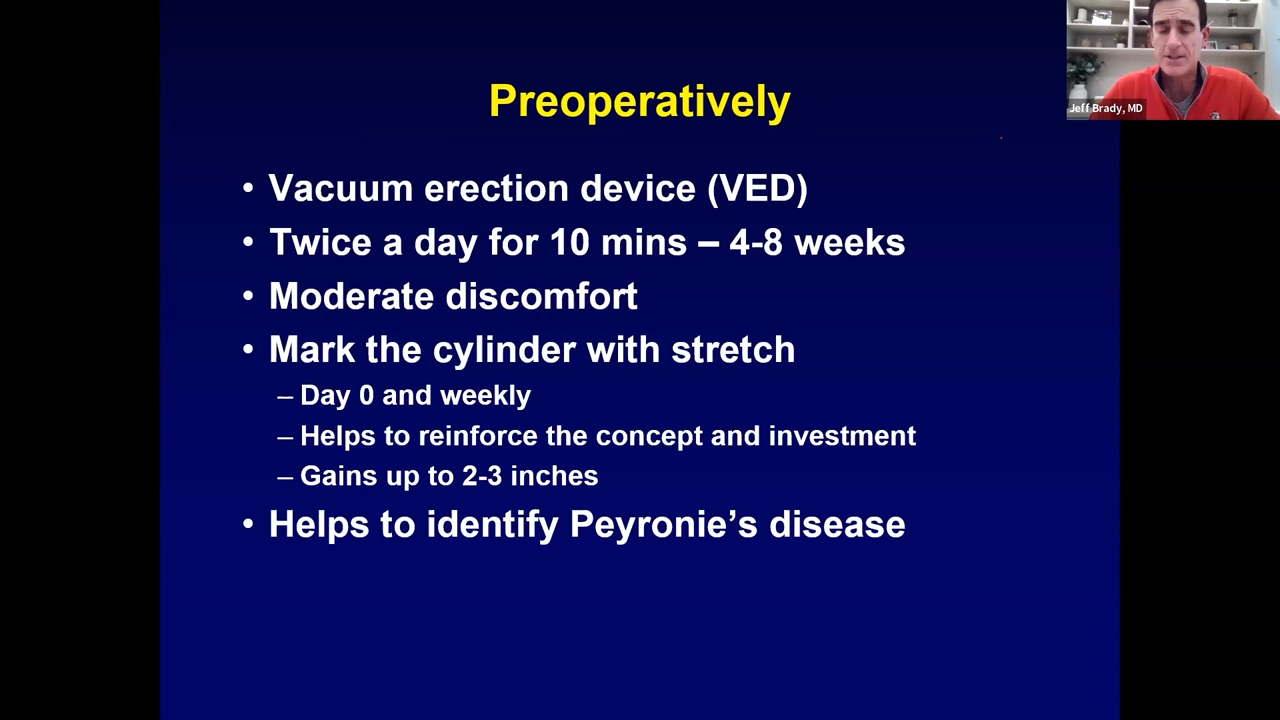 Preoperatively
Jeff Brady, MD
• Vacuum erection device (VED)
• Twice a day for 10 mins – 4-8 weeks
• Moderate discomfort
• Mark the cylinder with stretch
– Day 0 and weekly
– Helps to reinforce the concept and investment
– Gains up to 2-3 inches
• Helps to identify Peyronie’s disease